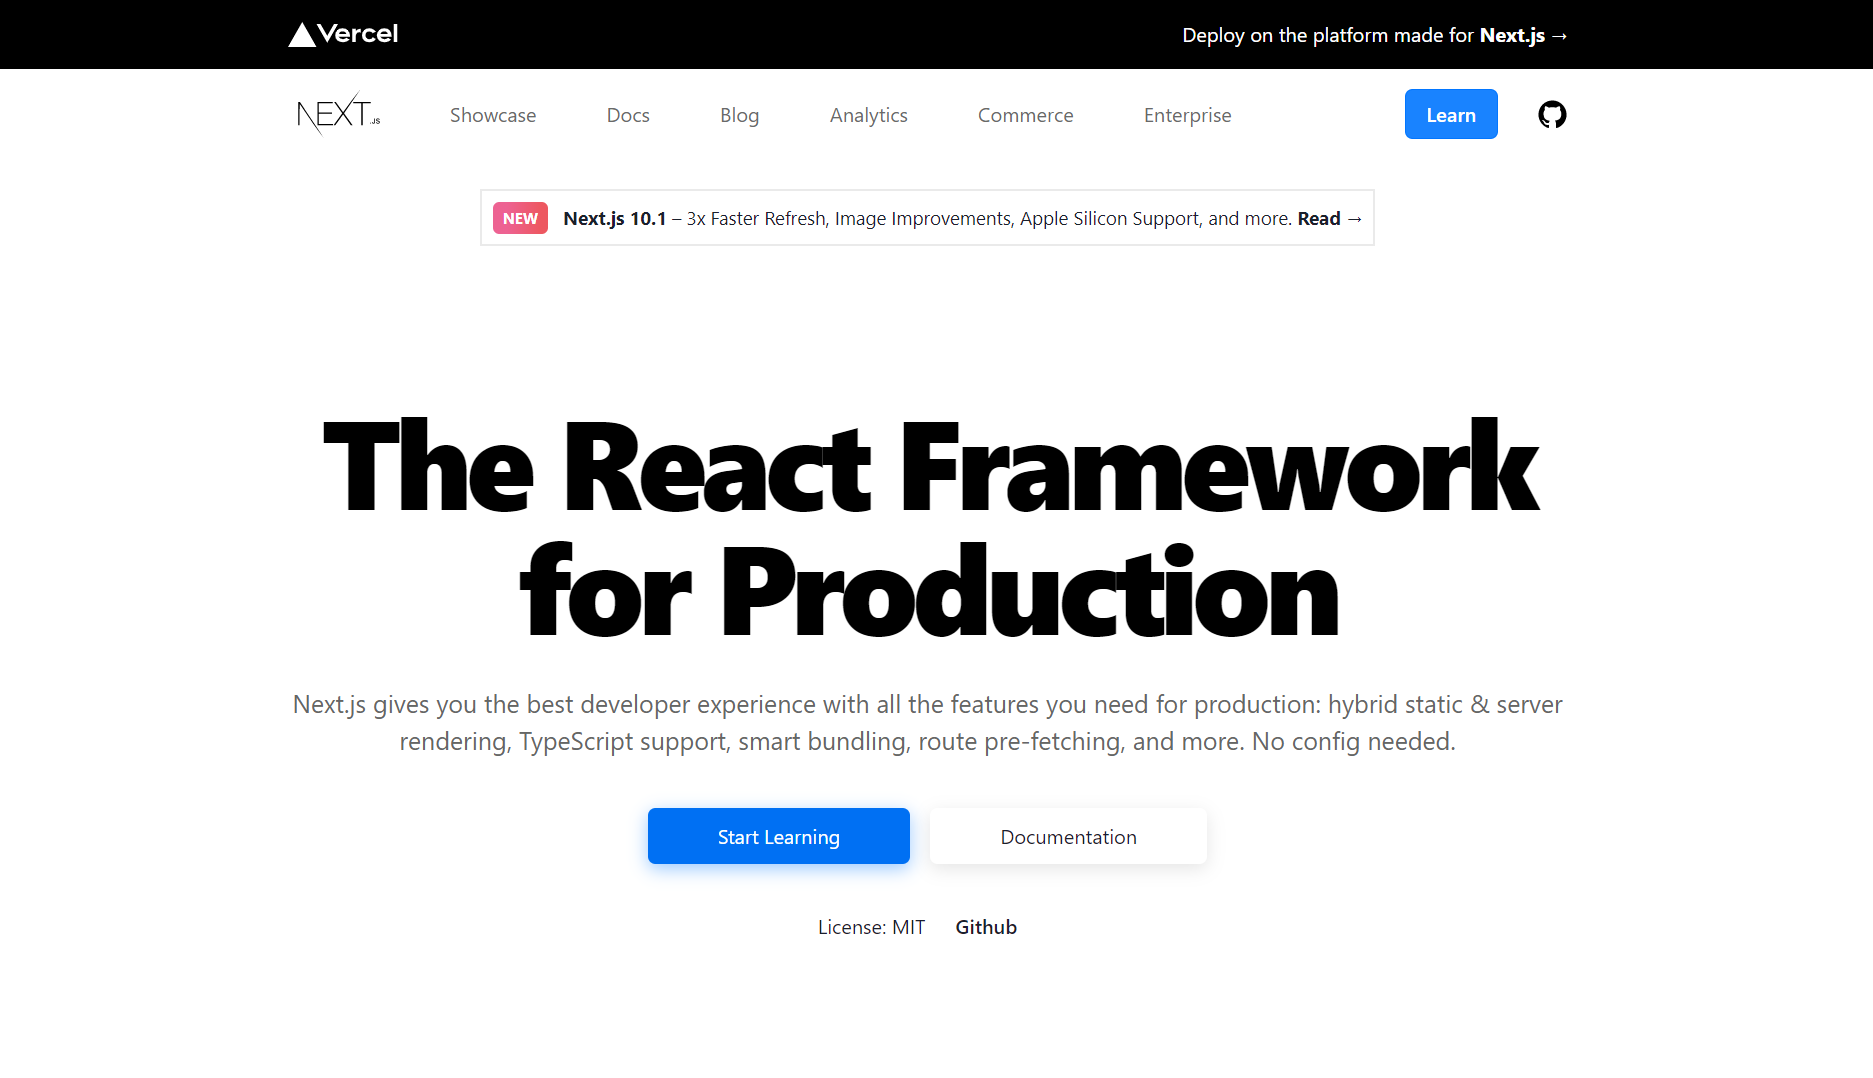 Vercel
Deploy on the platform made for Next.js →
NEXT.JS
Showcase
Docs
Blog
Analytics
Commerce
Enterprise
Learn
NEW Next.js 10.1 – 3x Faster Refresh, Image Improvements, Apple Silicon Support, and more. Read →
The React Framework
for Production
Next.js gives you the best developer experience with all the features you need for production: hybrid static & server
rendering, TypeScript support, smart bundling, route pre-fetching, and more. No config needed.
Start Learning
Documentation
License: MIT
Github